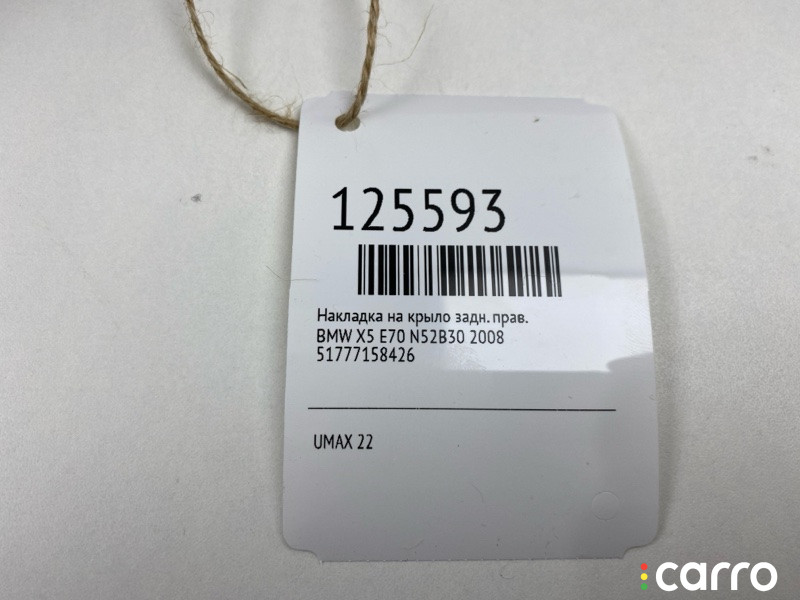 125593
Накладка на крыло задн. прав.
BMW X5 E70 N52B30 2008
51777158426
UMAX 22
carro